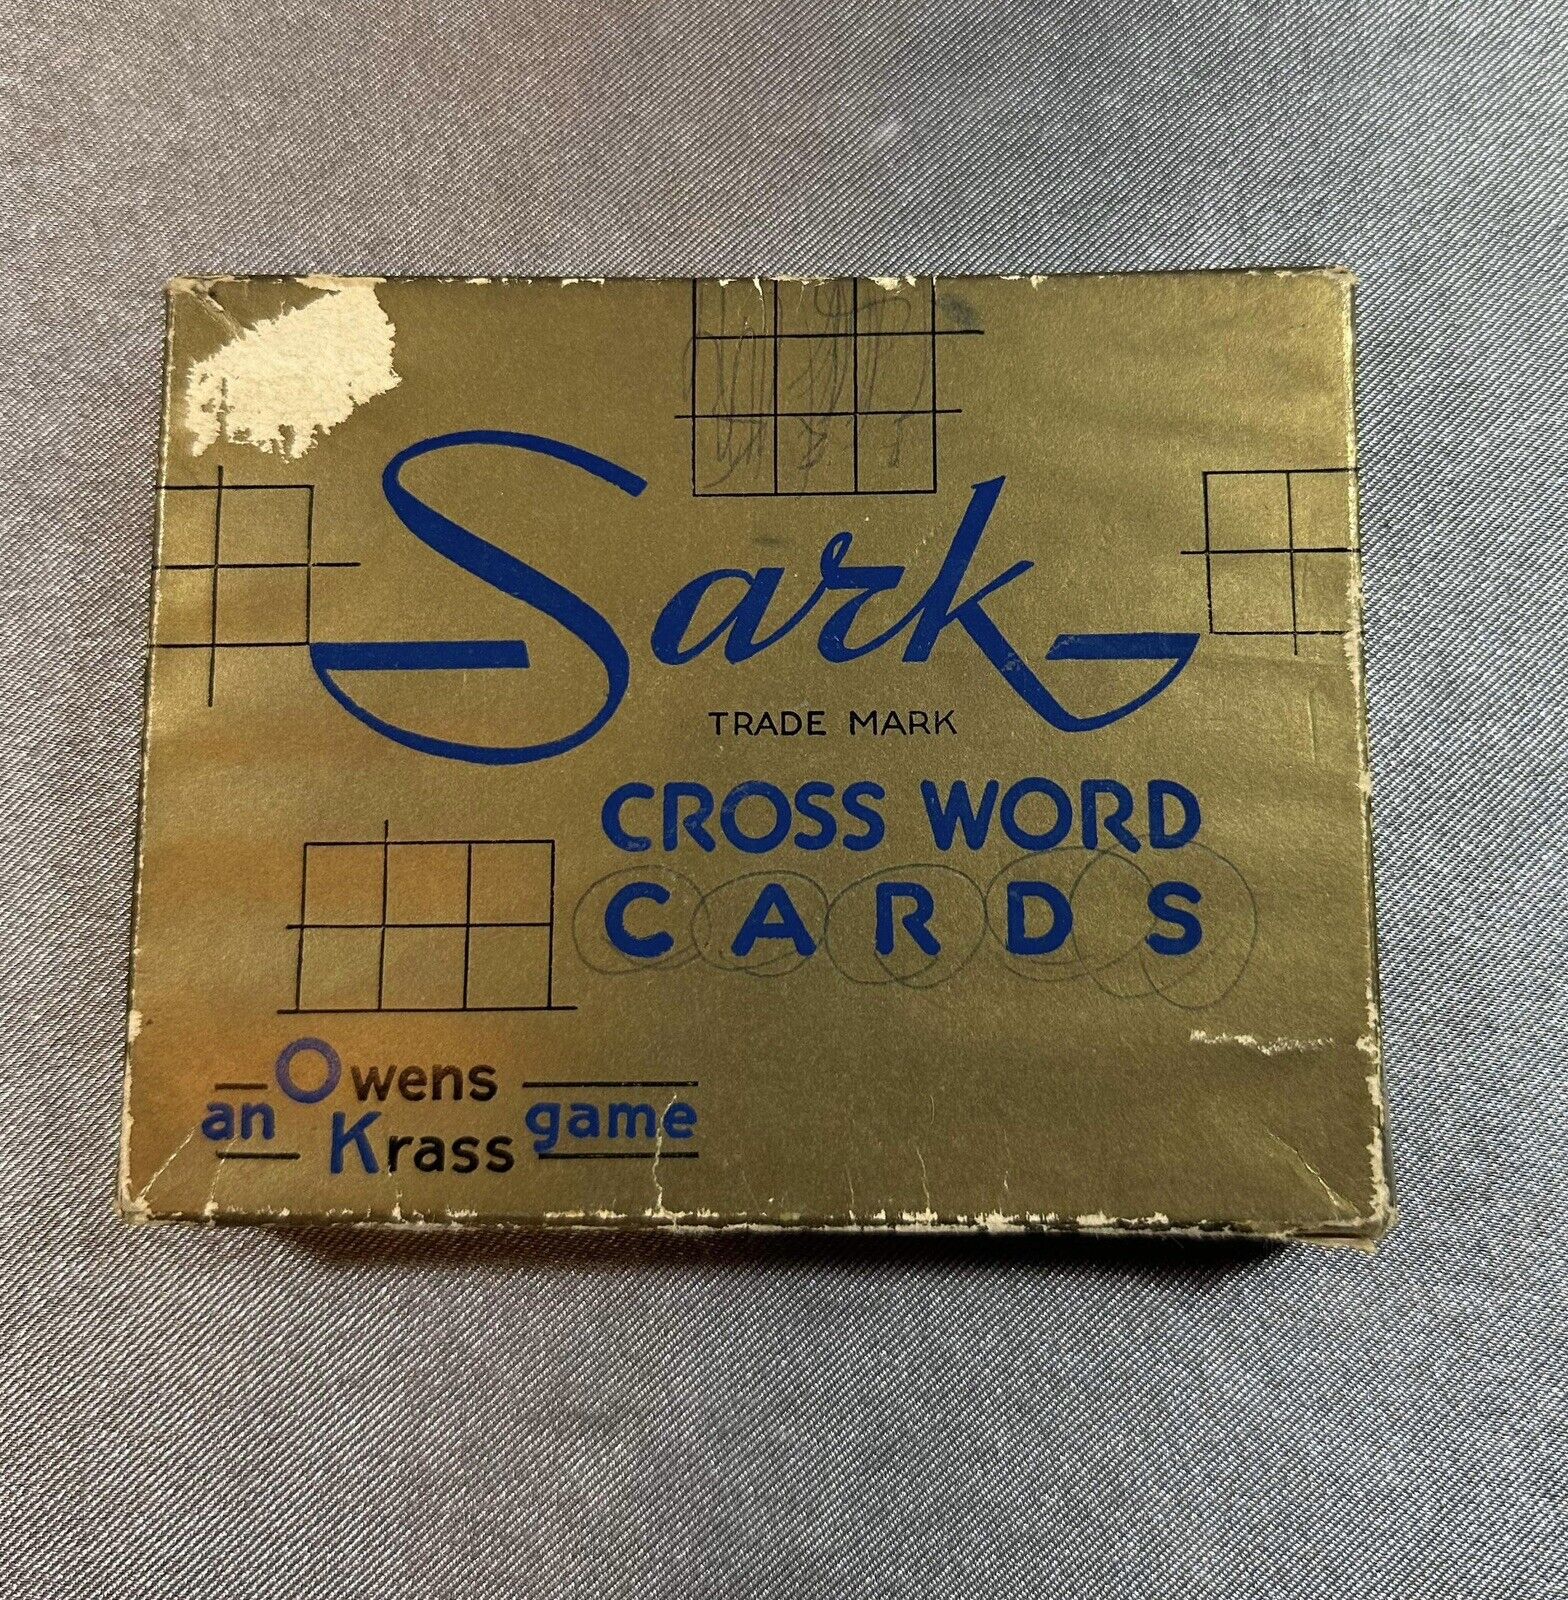 Sark
TRADE MARK
CROSS WORD
CARDS
an Owens Krass game